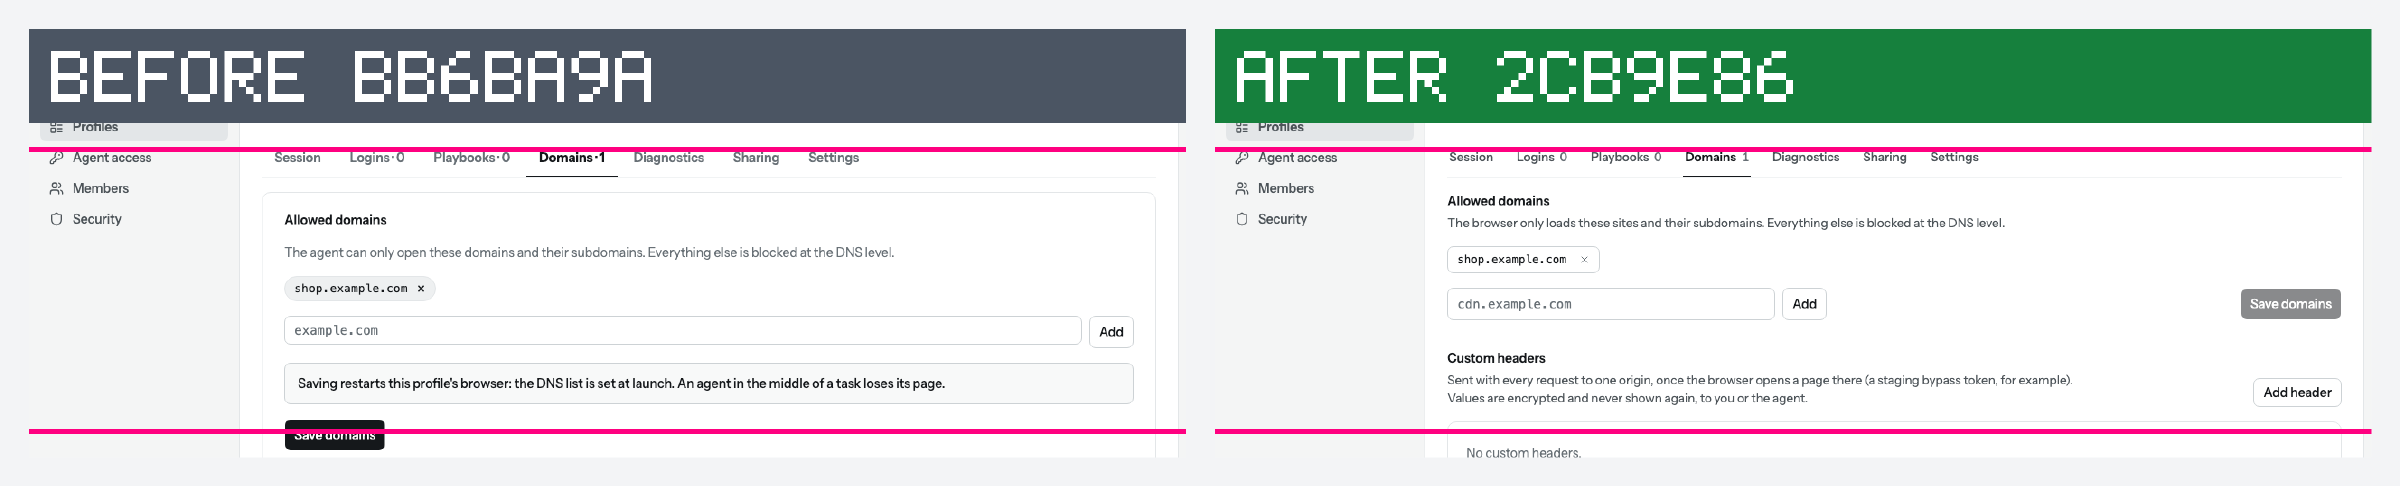 BEFORE BB6BA9A
Profiles
Agent access
Members
Security
Session Logins·0 Playbooks·0 Domains·1 Diagnostics Sharing Settings
Allowed domains
The agent can only open these domains and their subdomains. Everything else is blocked at the DNS level.
shop.example.com ×
example.com Add
Saving restarts this profile's browser: the DNS list is set at launch. An agent in the middle of a task loses its page.
Save domains
AFTER 2CB9E86
Profiles
Agent access
Members
Security
Session Logins 0 Playbooks 0 Domains 1 Diagnostics Sharing Settings
Allowed domains
The browser only loads these sites and their subdomains. Everything else is blocked at the DNS level.
shop.example.com ×
cdn.example.com Add Save domains
Custom headers
Sent with every request to one origin, once the browser opens a page there (a staging bypass token, for example).
Values are encrypted and never shown again, to you or the agent.
Add header
No custom headers.